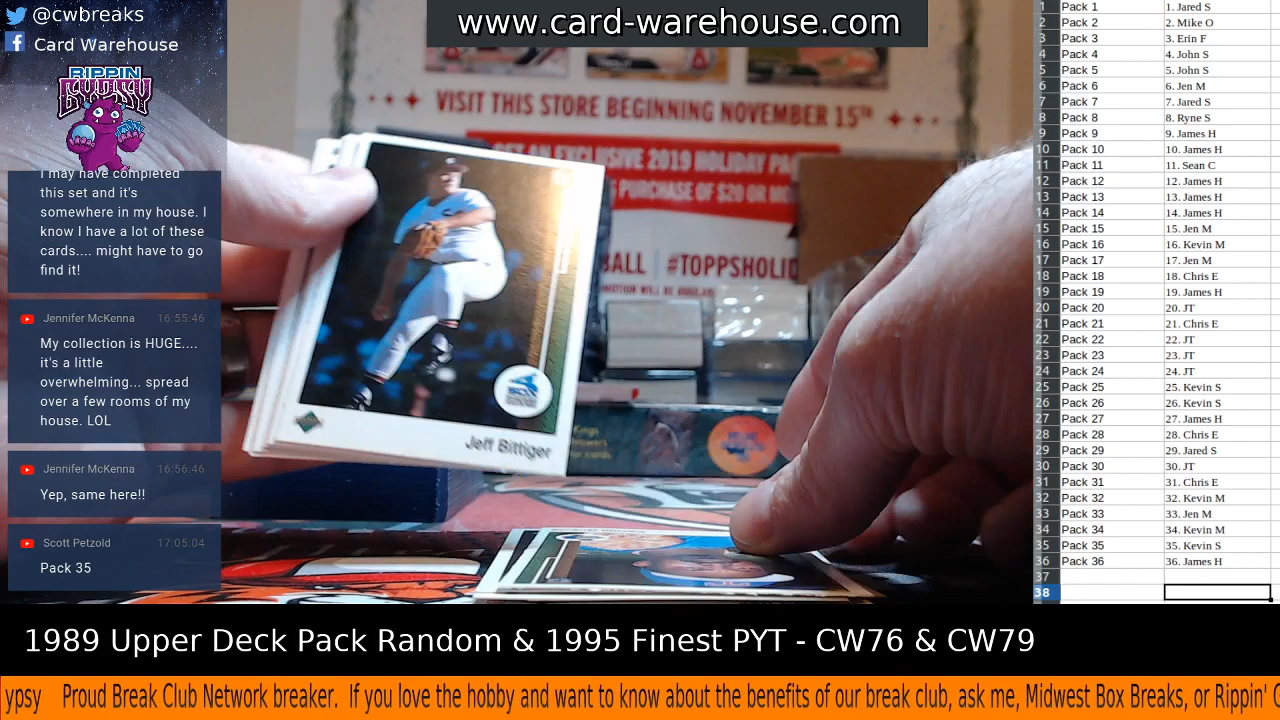 @cwbreaks
Card Warehouse
RIPPIN
GYPSY
I may have completed
this set and it's
somewhere in my house. I
know I have a lot of these
cards.... might have to go
find it!
Jennifer McKenna 16:55:46
My collection is HUGE....
it's a little
overwhelming... spread
over a few rooms of my
house. LOL
Jennifer McKenna 16:56:46
Yep, same here!!
Scott Petzold 17:05:04
Pack 35
www.card-warehouse.com
VISIT THIS STORE BEGINNING NOVEMBER 15th
EXCLUSIVE 2019 HOLIDAY PA
PURCHASE OF $20 OR MO
BALL | #TOPPSHOLID
SOX
Jeff Bittiger
for cards
1 Pack 1 1. Jared S
2 Pack 2 2. Mike O
3 Pack 3 3. Erin F
4 Pack 4 4. John S
5 Pack 5 5. John S
6 Pack 6 6. Jen M
7 Pack 7 7. Jared S
8 Pack 8 8. Ryne S
9 Pack 9 9. James H
10 Pack 10 10. James H
11 Pack 11 11. Sean C
12 Pack 12 12. James H
13 Pack 13 13. James H
14 Pack 14 14. James H
15 Pack 15 15. Jen M
16 Pack 16 16. Kevin M
17 Pack 17 17. Jen M
18 Pack 18 18. Chris E
19 Pack 19 19. James H
20 Pack 20 20. JT
21 Pack 21 21. Chris E
22 Pack 22 22. JT
23 Pack 23 23. JT
24 Pack 24 24. JT
25 Pack 25 25. Kevin S
26 Pack 26 26. Kevin S
27 Pack 27 27. James H
28 Pack 28 28. Chris E
29 Pack 29 29. Jared S
30 Pack 30 30. JT
31 Pack 31 31. Chris E
32 Pack 32 32. Kevin M
33 Pack 33 33. Jen M
34 Pack 34 34. Kevin M
35 Pack 35 35. Kevin S
36 Pack 36 36. James H
37
38
1989 Upper Deck Pack Random & 1995 Finest PYT - CW76 & CW79
ypsy Proud Break Club Network breaker. If you love the hobby and want to know about the benefits of our break club, ask me, Midwest Box Breaks, or Rippin' G